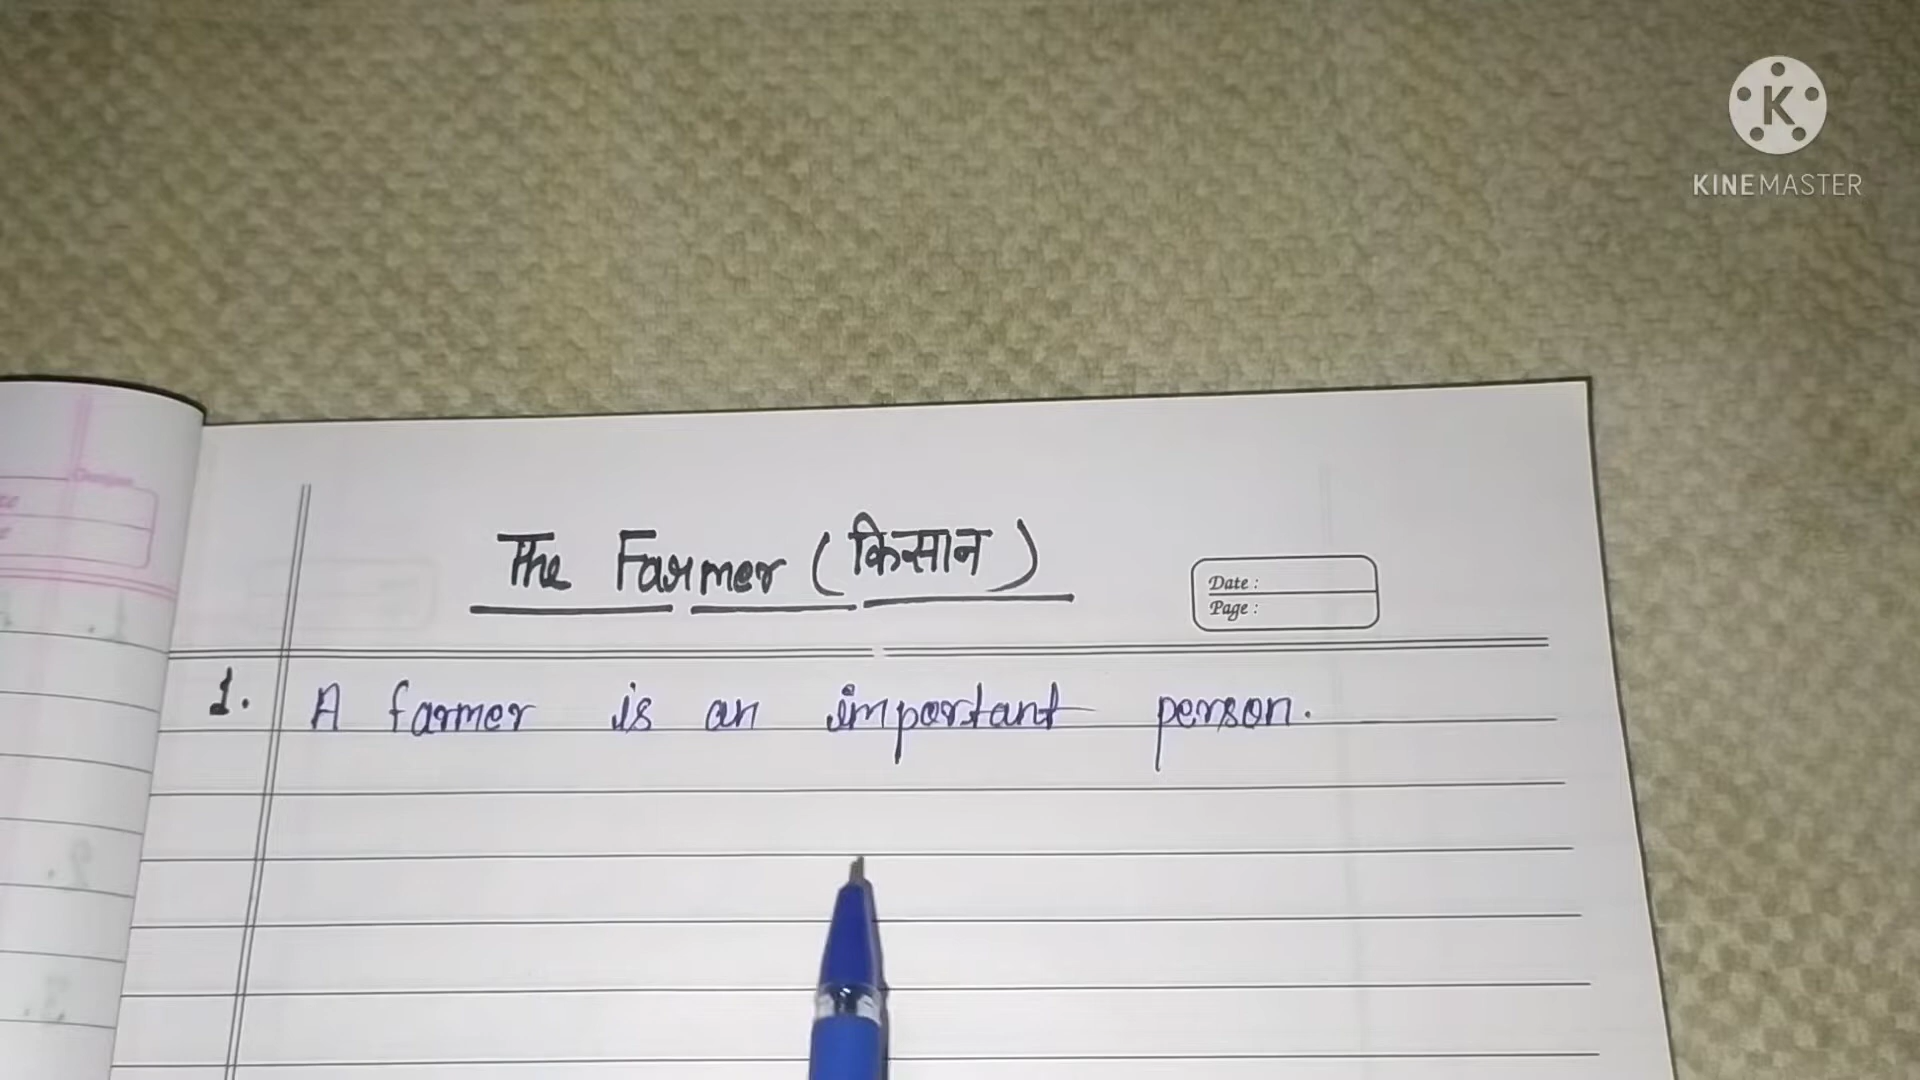 K
KINEMASTER
The Farmer (किसान)
Date :
Page :
1. A farmer is an important person.